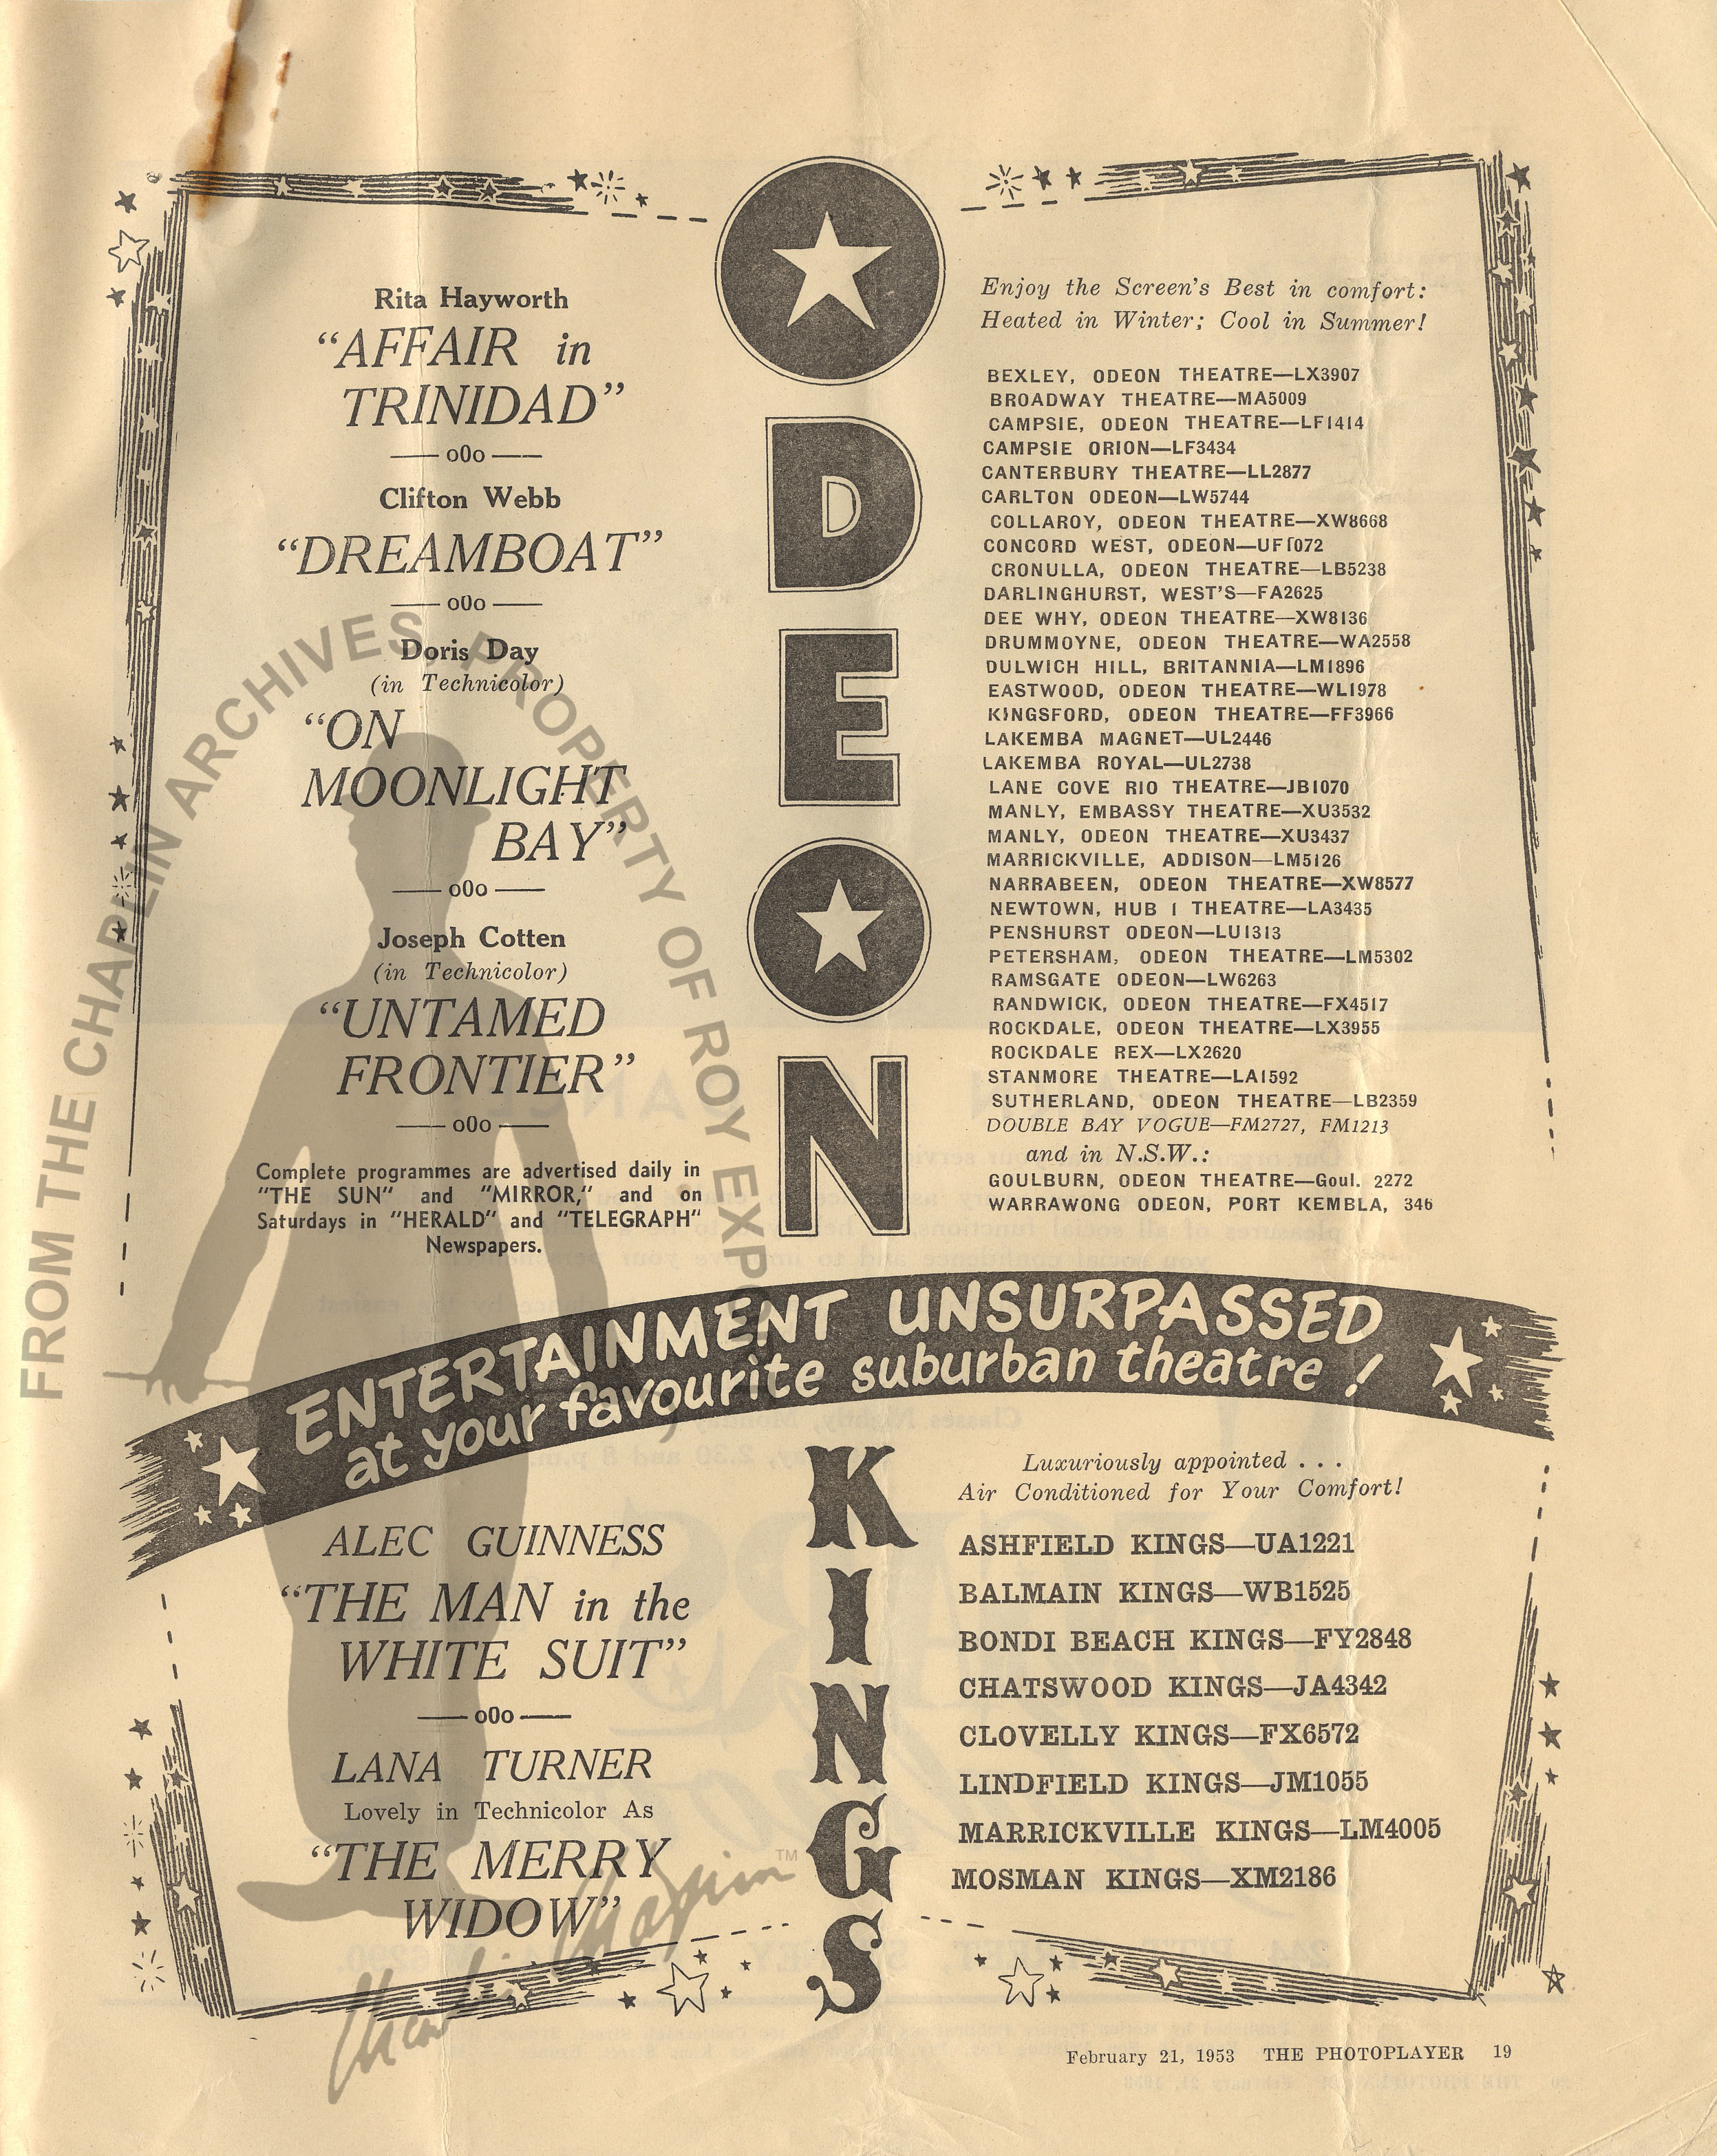 Rita Hayworth
“AFFAIR in
TRINIDAD”
oOo
Clifton Webb
“DREAMBOAT”
oOo
Doris Day
(in Technicolor)
“ON
MOONLIGHT
BAY”
oOo
Joseph Cotten
(in Technicolor)
“UNTAMED
FRONTIER”
oOo
Complete programmes are advertised daily in
"THE SUN" and "MIRROR," and on
Saturdays in "HERALD" and "TELEGRAPH"
Newspapers.
ODEON
Enjoy the Screen's Best in comfort:
Heated in Winter; Cool in Summer!
BEXLEY, ODEON THEATRE—LX3907
BROADWAY THEATRE—MA5009
CAMPSIE, ODEON THEATRE—LF1414
CAMPSIE ORION—LF3434
CANTERBURY THEATRE—LL2877
CARLTON ODEON—LW5744
COLLAROY, ODEON THEATRE—XW8668
CONCORD WEST, ODEON—UF1072
CRONULLA, ODEON THEATRE—LB5238
DARLINGHURST, WEST'S—FA2625
DEE WHY, ODEON THEATRE—XW8136
DRUMMOYNE, ODEON THEATRE—WA2558
DULWICH HILL, BRITANNIA—LM1896
EASTWOOD, ODEON THEATRE—WL1978
KINGSFORD, ODEON THEATRE—FF3966
LAKEMBA MAGNET—UL2446
LAKEMBA ROYAL—UL2738
LANE COVE RIO THEATRE—JB1070
MANLY, EMBASSY THEATRE—XU3532
MANLY, ODEON THEATRE—XU3437
MARRICKVILLE, ADDISON—LM5126
NARRABEEN, ODEON THEATRE—XW8577
NEWTOWN, HUB 1 THEATRE—LA3435
PENSHURST ODEON—LU1313
PETERSHAM, ODEON THEATRE—LM5302
RAMSGATE ODEON—LW6263
RANDWICK, ODEON THEATRE—FX4517
ROCKDALE, ODEON THEATRE—LX3955
ROCKDALE REX—LX2620
STANMORE THEATRE—LA1592
SUTHERLAND, ODEON THEATRE—LB2359
DOUBLE BAY VOGUE—FM2727, FM1213
and in N.S.W.:
GOULBURN, ODEON THEATRE—Goul. 2272
WARRAWONG ODEON, PORT KEMBLA, 346
ENTERTAINMENT UNSURPASSED
at your favourite suburban theatre!
ALEC GUINNESS
“THE MAN in the
WHITE SUIT”
oOo
LANA TURNER
Lovely in Technicolor As
“THE MERRY
WIDOW”
KINGS
Luxuriously appointed . . .
Air Conditioned for Your Comfort!
ASHFIELD KINGS—UA1221
BALMAIN KINGS—WB1525
BONDI BEACH KINGS—FY2848
CHATSWOOD KINGS—JA4342
CLOVELLY KINGS—FX6572
LINDFIELD KINGS—JM1055
MARRICKVILLE KINGS—LM4005
MOSMAN KINGS—XM2186
February 21, 1953 THE PHOTOPLAYER 19
FROM THE CHAPLIN ARCHIVES PROPERTY OF ROY EXPORT
Charlie Chaplin TM